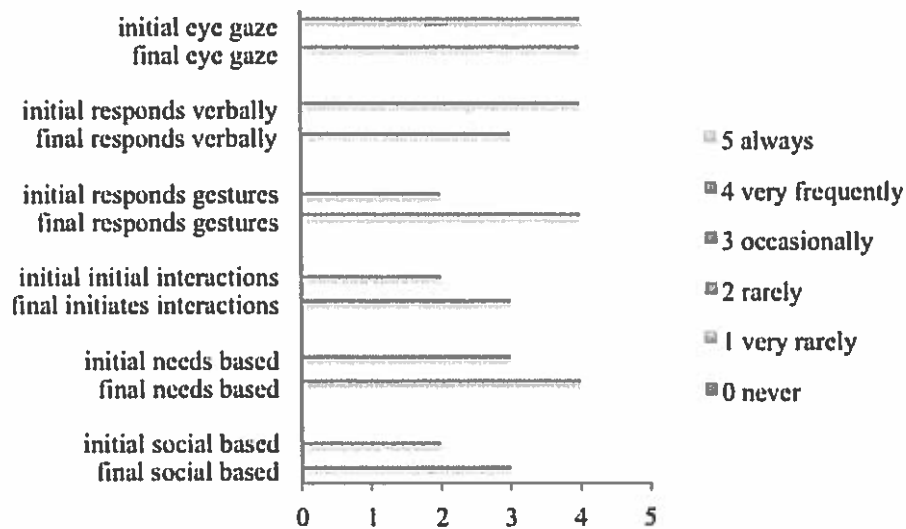 initial eye gaze
final eye gaze
initial responds verbally
final responds verbally
initial responds gestures
final responds gestures
initial initial interactions
final initiates interactions
initial needs based
final needs based
initial social based
final social based
0 1 2 3 4 5
5 always
4 very frequently
3 occasionally
2 rarely
1 very rarely
0 never